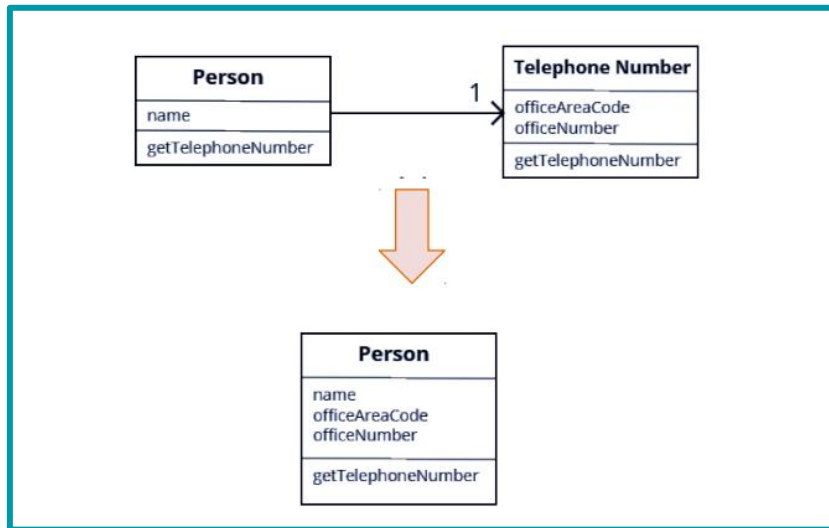 Person
name
getTelephoneNumber
1
Telephone Number
officeAreaCode
officeNumber
getTelephoneNumber
Person
name
officeAreaCode
officeNumber
getTelephoneNumber